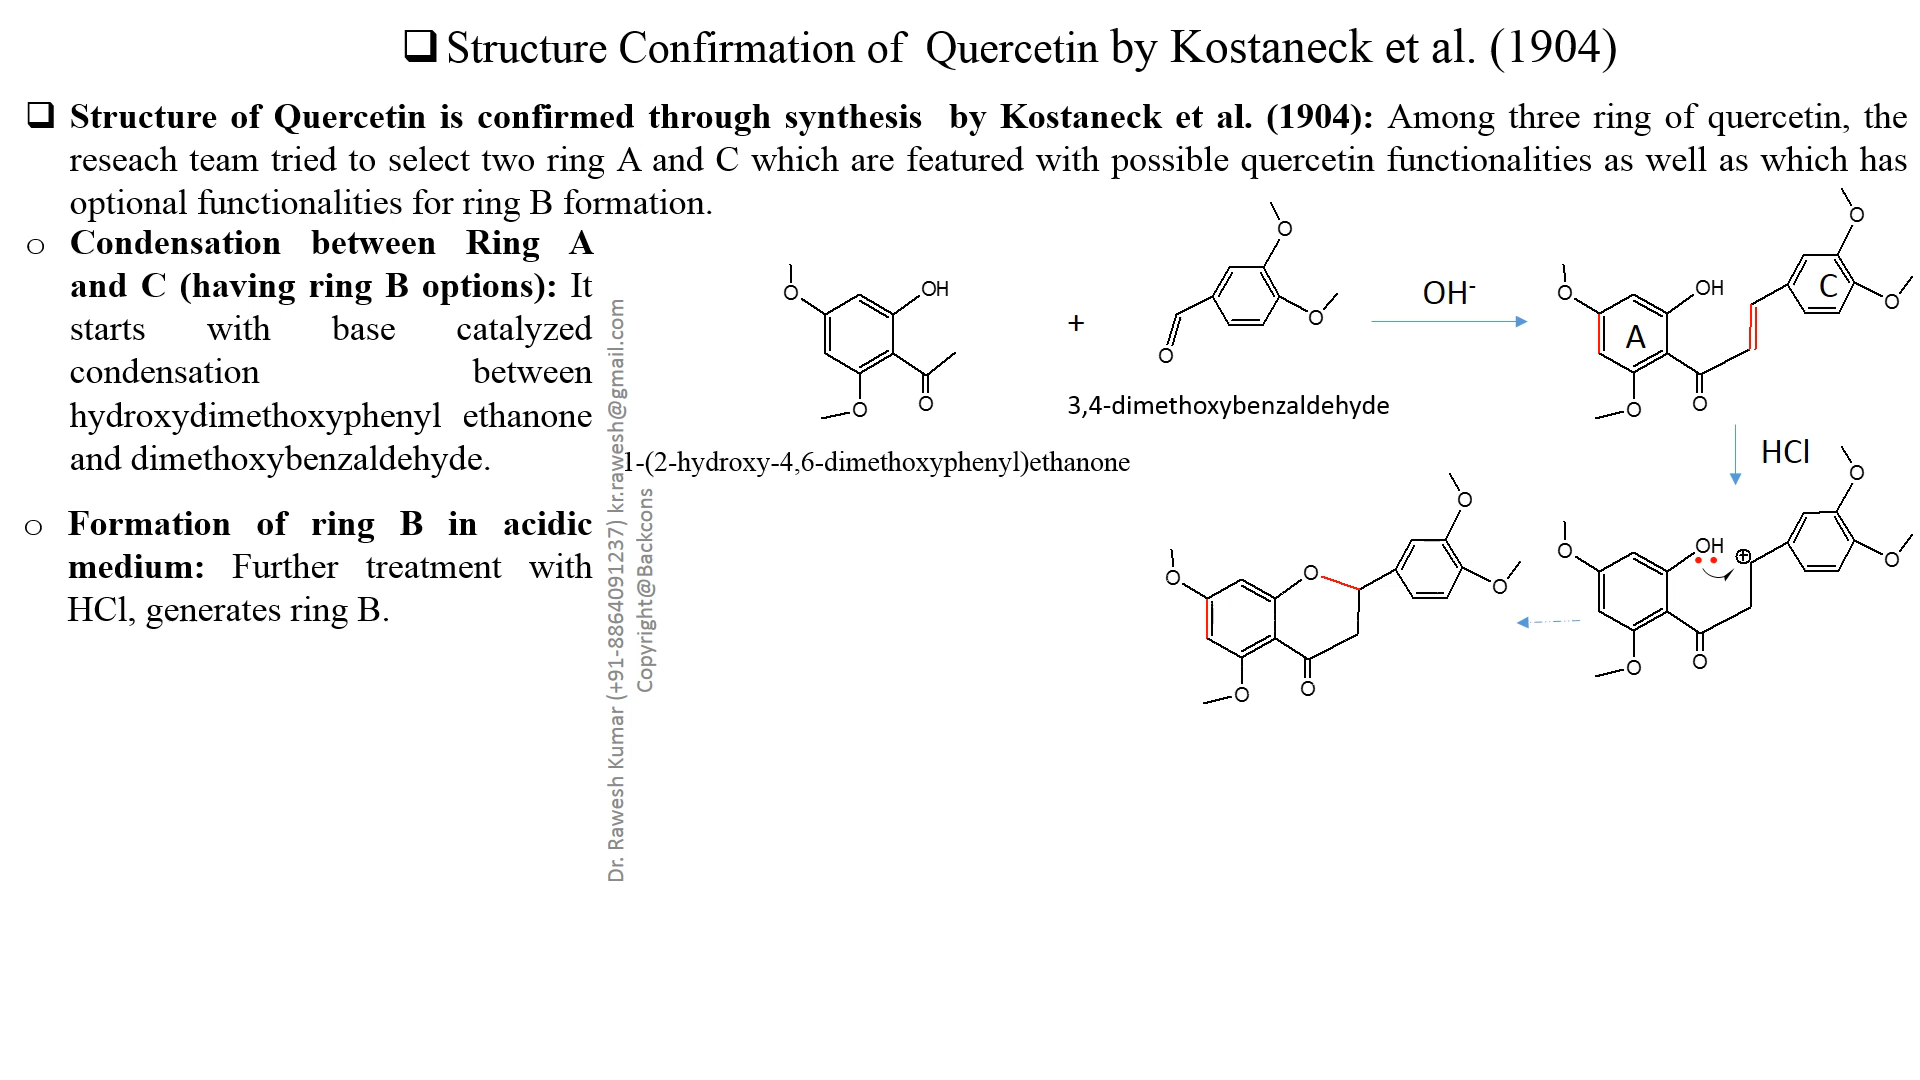 ❑ Structure Confirmation of Quercetin by Kostaneck et al. (1904)
❑ Structure of Quercetin is confirmed through synthesis by Kostaneck et al. (1904): Among three ring of quercetin, the
reseach team tried to select two ring A and C which are featured with possible quercetin functionalities as well as which has
optional functionalities for ring B formation.
o Condensation between Ring A
and C (having ring B options): It
starts with base catalyzed
condensation between
hydroxydimethoxyphenyl ethanone
and dimethoxybenzaldehyde.
o Formation of ring B in acidic
medium: Further treatment with
HCl, generates ring B.
Dr. Rawesh Kumar (+91-8864091237) kr.rawesh@gmail.com
Copyright@Backcons
O
OH
O
O
1-(2-hydroxy-4,6-dimethoxyphenyl)ethanone
+
O
O
O
3,4-dimethoxybenzaldehyde
OH-
O
O
C
O
OH
A
O
O
HCl
O
O
O
OH
⊕
O
O
O
O
O
O
O
O